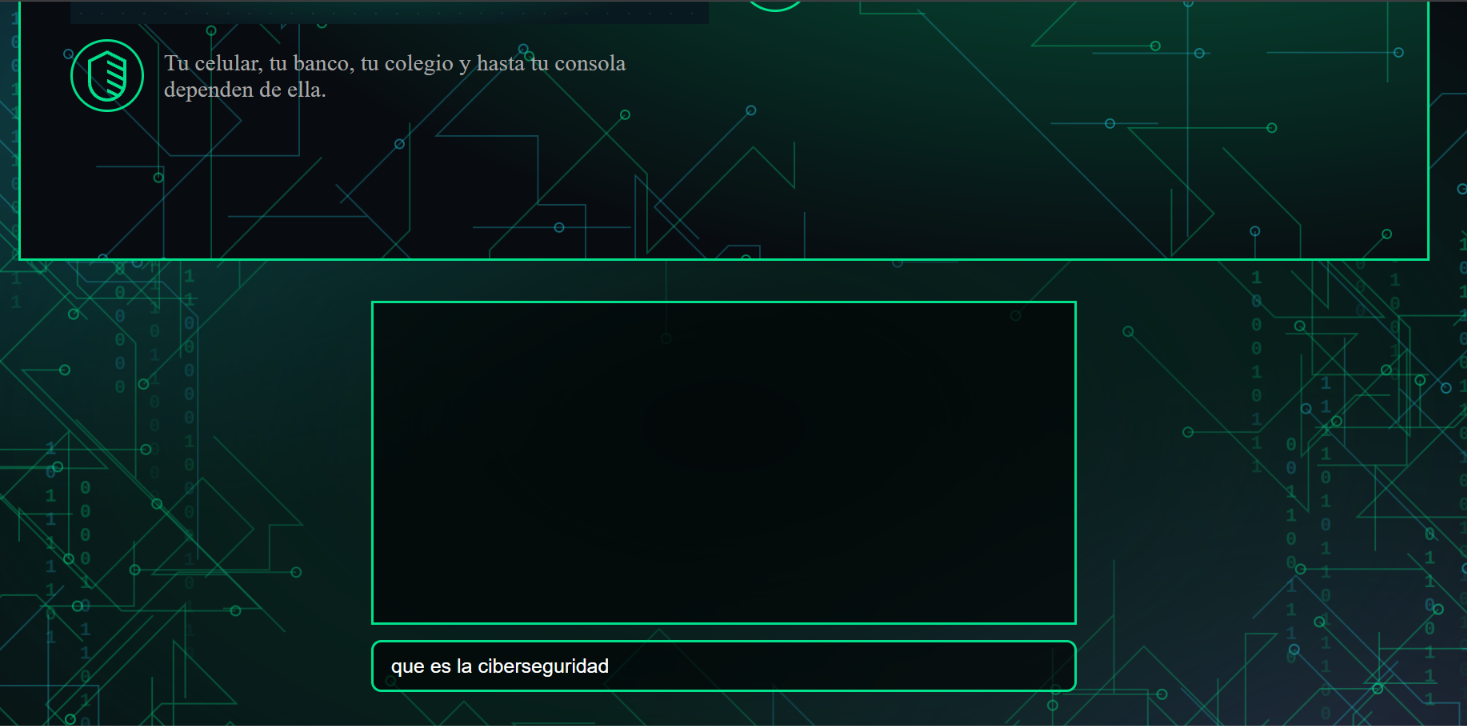 Tu celular, tu banco, tu colegio y hasta tu consola
dependen de ella.
que es la ciberseguridad